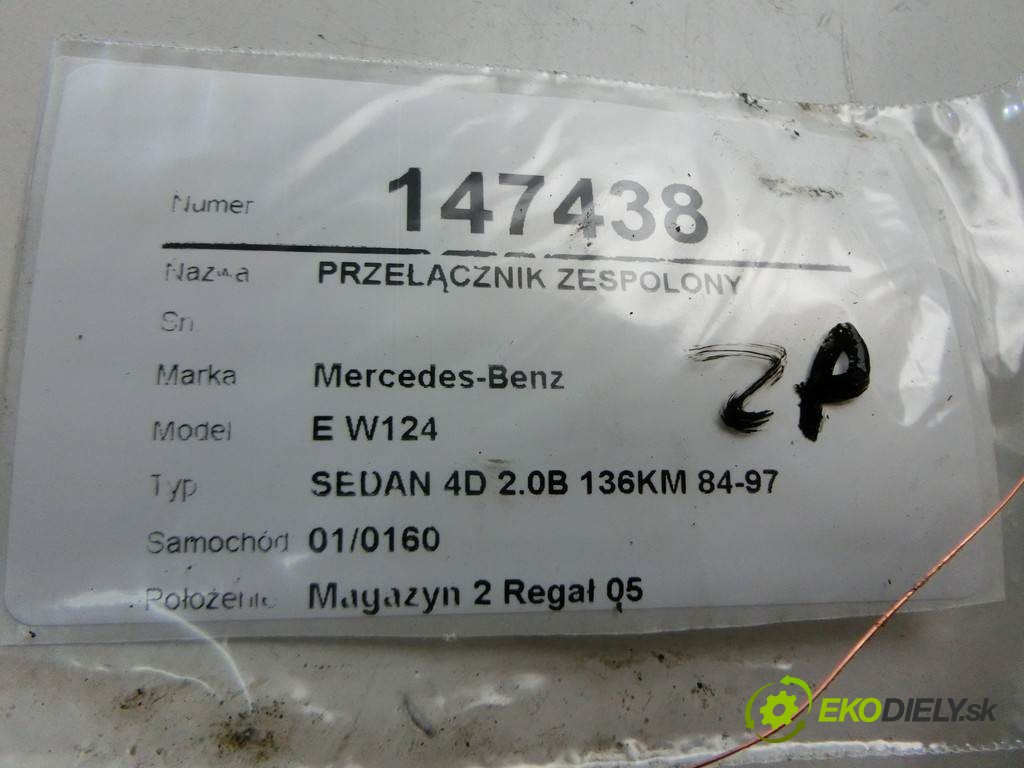 Numer 147438
Nazwa PRZELĄCZNIK ZESPOLONY
Sn
Marka Mercedes-Benz
ZP
Model E W124
Typ SEDAN 4D 2.0B 136KM 84-97
Samochód 01/0160
Położenie Magazyn 2 Regał 05
EKODIELY.sk